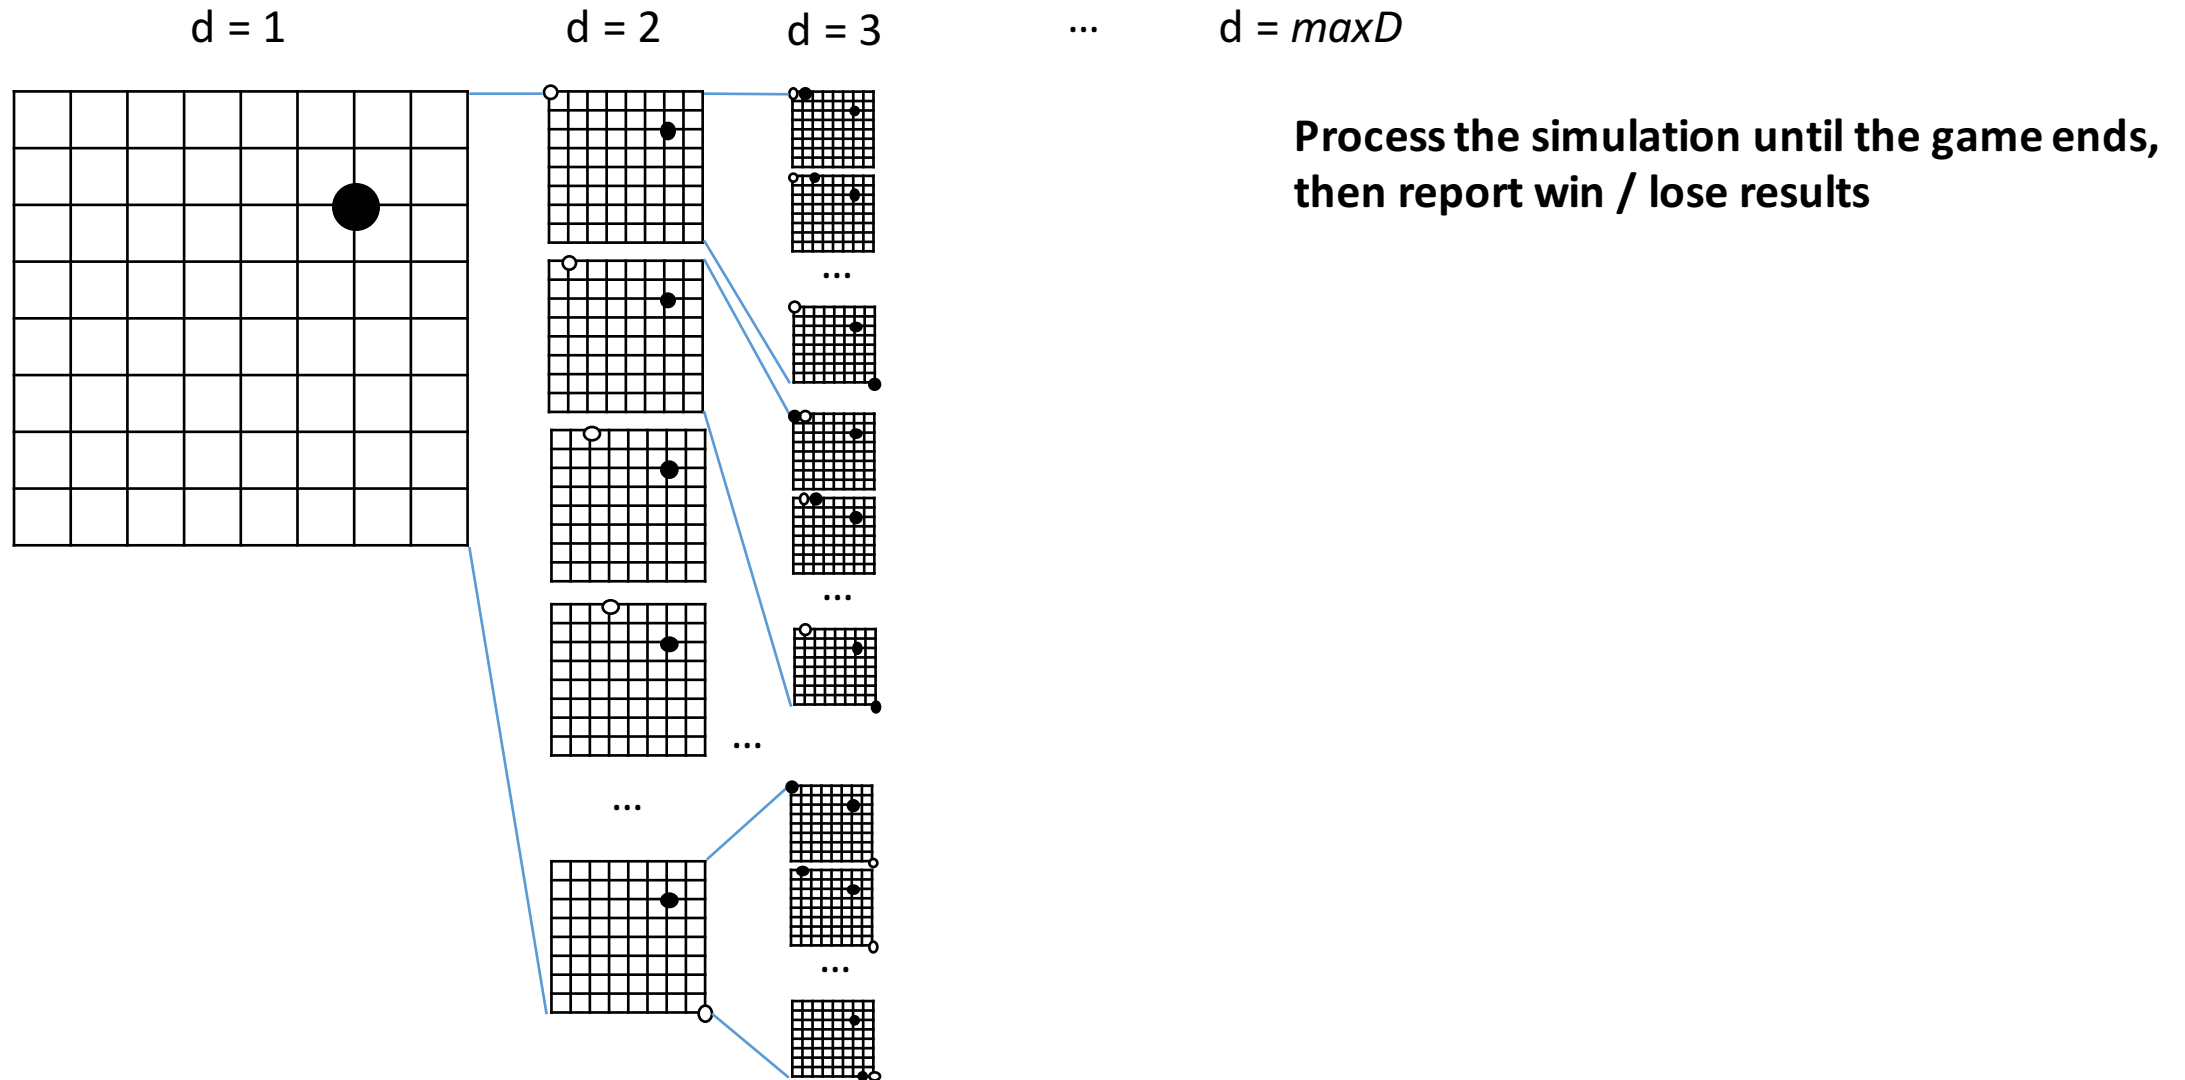 d = 1 d = 2 d = 3 ... d = maxD
Process the simulation until the game ends,
then report win / lose results
...
...
...
...
...